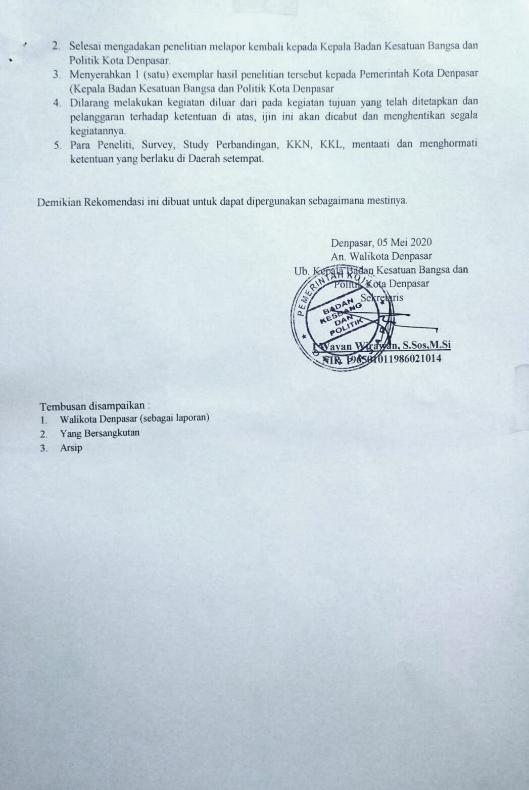 2. Selesai mengadakan penelitian melapor kembali kepada Kepala Badan Kesatuan Bangsa dan
Politik Kota Denpasar.
3. Menyerahkan 1 (satu) exemplar hasil penelitian tersebut kepada Pemerintah Kota Denpasar
(Kepala Badan Kesatuan Bangsa dan Politik Kota Denpasar
4. Dilarang melakukan kegiatan diluar dari pada kegiatan tujuan yang telah ditetapkan dan
pelanggaran terhadap ketentuan di atas, ijin ini akan dicabut dan menghentikan segala
kegiatannya.
5. Para Peneliti, Survey, Study Perbandingan, KKN, KKL, mentaati dan menghormati
ketentuan yang berlaku di Daerah setempat.
Demikian Rekomendasi ini dibuat untuk dapat dipergunakan sebagaimana mestinya.
Denpasar, 05 Mei 2020
An. Walikota Denpasar
Ub. Kepala Badan Kesatuan Bangsa dan
Politik Kota Denpasar
Sekretaris
PEMERINTAH KOTA
BADAN
KESBANG
DAN
POLITIK
I Wayan Wirawan, S.Sos,M.Si
NIP. 196501011986021014
Tembusan disampaikan :
1. Walikota Denpasar (sebagai laporan)
2. Yang Bersangkutan
3. Arsip